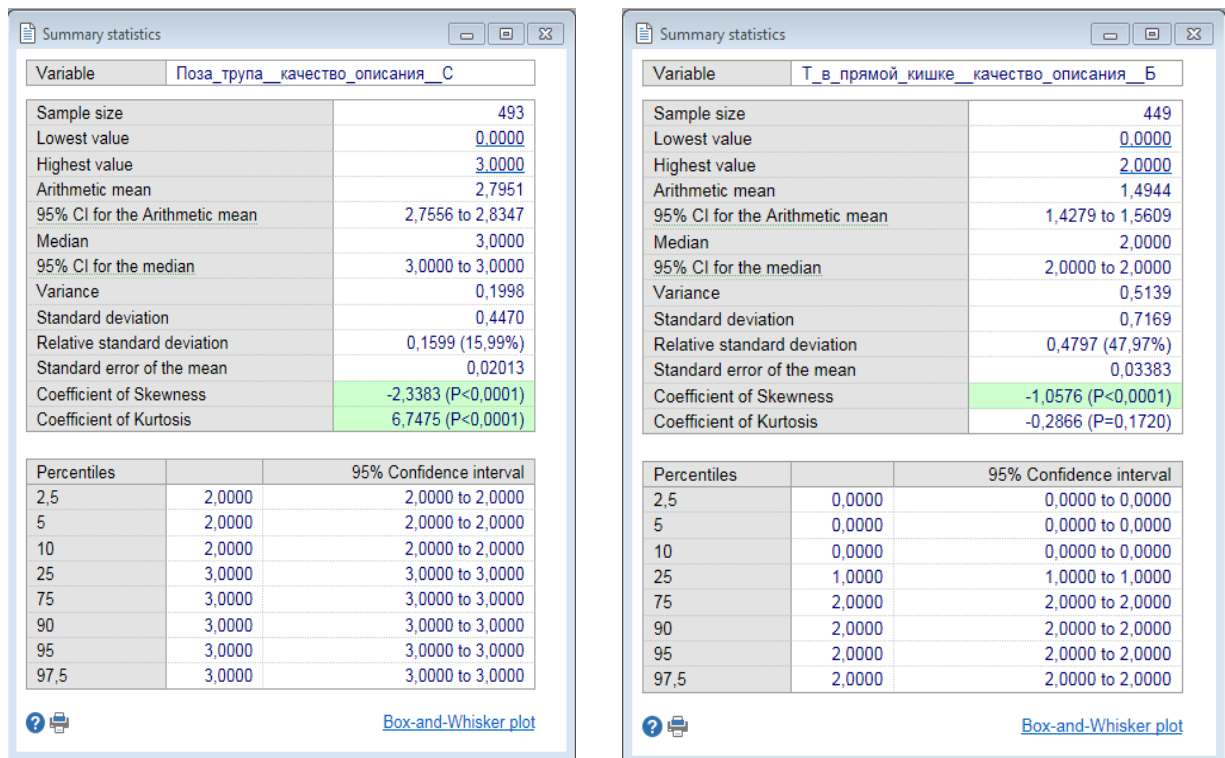 Summary statistics
Variable Поза_трупа__качество_описания__С
Sample size 493
Lowest value 0,0000
Highest value 3,0000
Arithmetic mean 2,7951
95% CI for the Arithmetic mean 2,7556 to 2,8347
Median 3,0000
95% CI for the median 3,0000 to 3,0000
Variance 0,1998
Standard deviation 0,4470
Relative standard deviation 0,1599 (15,99%)
Standard error of the mean 0,02013
Coefficient of Skewness -2,3383 (P<0,0001)
Coefficient of Kurtosis 6,7475 (P<0,0001)
Percentiles 95% Confidence interval
2,5 2,0000 2,0000 to 2,0000
5 2,0000 2,0000 to 2,0000
10 2,0000 2,0000 to 2,0000
25 3,0000 3,0000 to 3,0000
75 3,0000 3,0000 to 3,0000
90 3,0000 3,0000 to 3,0000
95 3,0000 3,0000 to 3,0000
97,5 3,0000 3,0000 to 3,0000
? Box-and-Whisker plot
Summary statistics
Variable Т_в_прямой_кишке__качество_описания__Б
Sample size 449
Lowest value 0,0000
Highest value 2,0000
Arithmetic mean 1,4944
95% CI for the Arithmetic mean 1,4279 to 1,5609
Median 2,0000
95% CI for the median 2,0000 to 2,0000
Variance 0,5139
Standard deviation 0,7169
Relative standard deviation 0,4797 (47,97%)
Standard error of the mean 0,03383
Coefficient of Skewness -1,0576 (P<0,0001)
Coefficient of Kurtosis -0,2866 (P=0,1720)
Percentiles 95% Confidence interval
2,5 0,0000 0,0000 to 0,0000
5 0,0000 0,0000 to 0,0000
10 0,0000 0,0000 to 0,0000
25 1,0000 1,0000 to 1,0000
75 2,0000 2,0000 to 2,0000
90 2,0000 2,0000 to 2,0000
95 2,0000 2,0000 to 2,0000
97,5 2,0000 2,0000 to 2,0000
? Box-and-Whisker plot